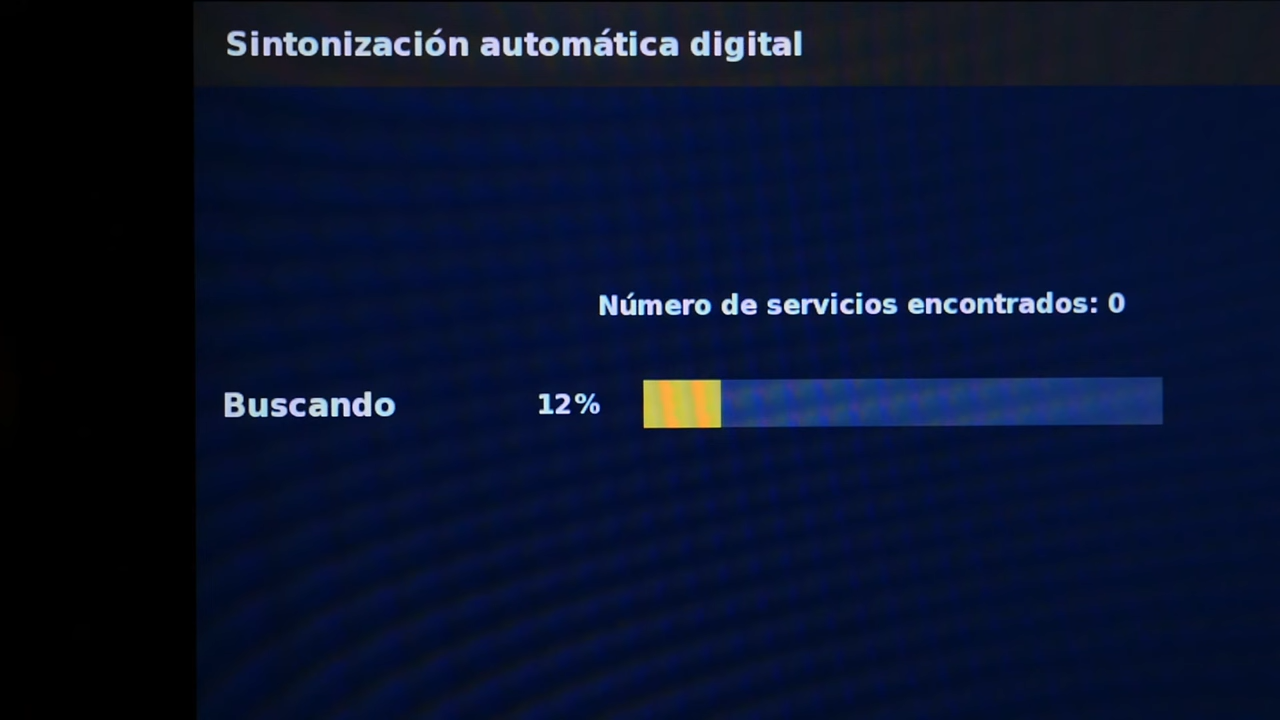 Sintonización automática digital
Número de servicios encontrados: 0
Buscando 12%